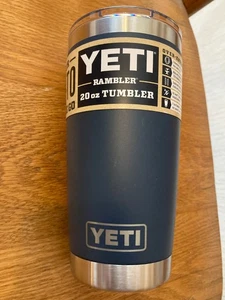 YETI
RAMBLER
20 oz TUMBLER
YETI